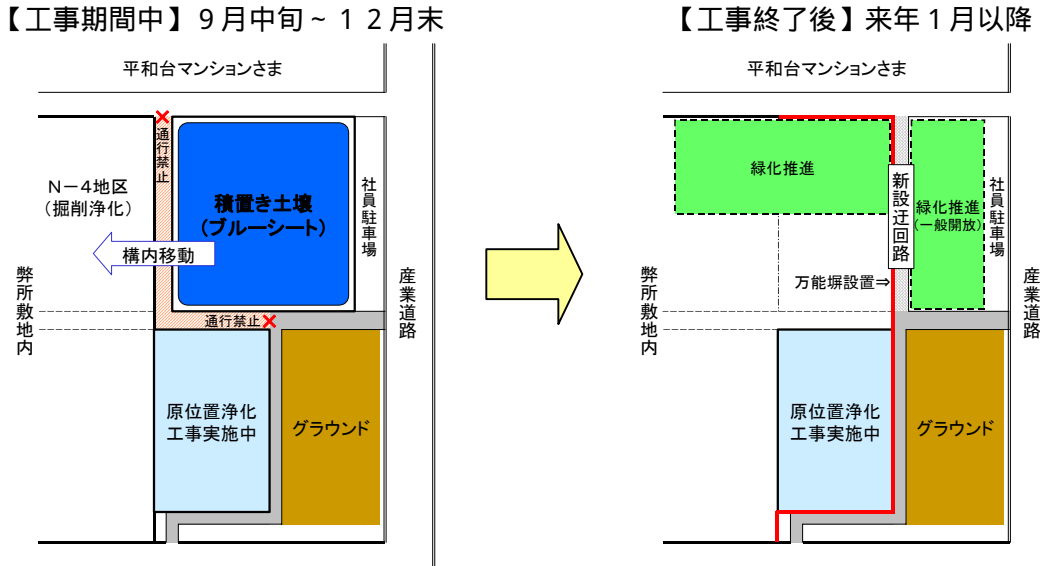 【工事期間中】９月中旬~１２月末
平和台マンションさま
通行禁止
N－4地区
(掘削浄化)
積置き土壌
(ブルーシート)
社員駐車場
構内移動
弊所敷地内
産業道路
通行禁止
原位置浄化
工事実施中
グラウンド
【工事終了後】来年１月以降
平和台マンションさま
緑化推進
新設迂回路
緑化推進
(一般開放)
社員駐車場
万能塀設置⇒
弊所敷地内
産業道路
原位置浄化
工事実施中
グラウンド